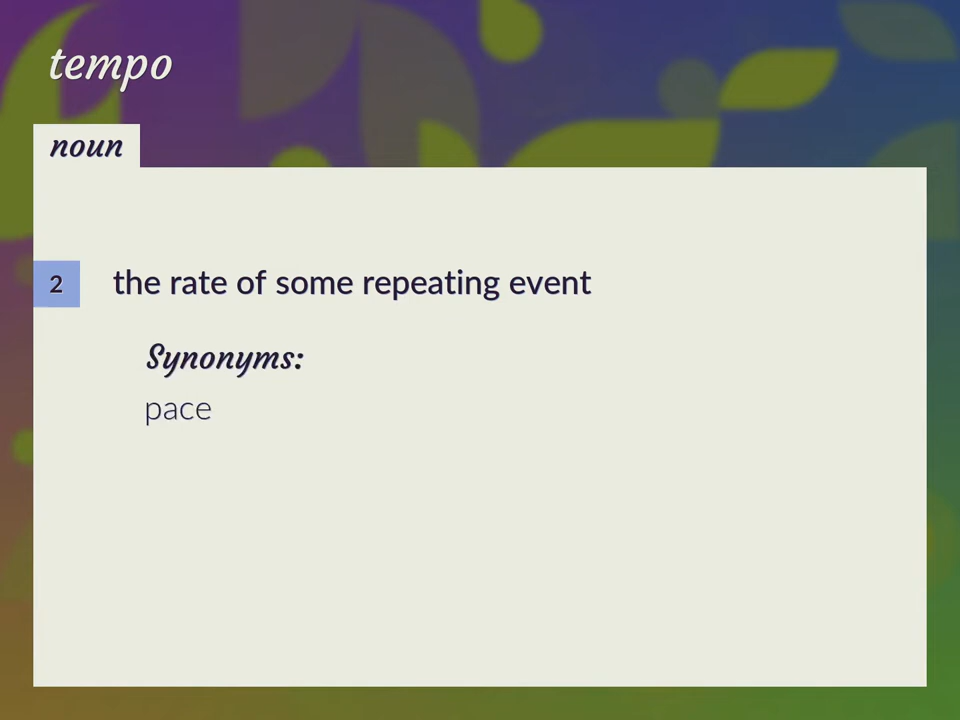 tempo
noun
2 the rate of some repeating event
Synonyms:
pace